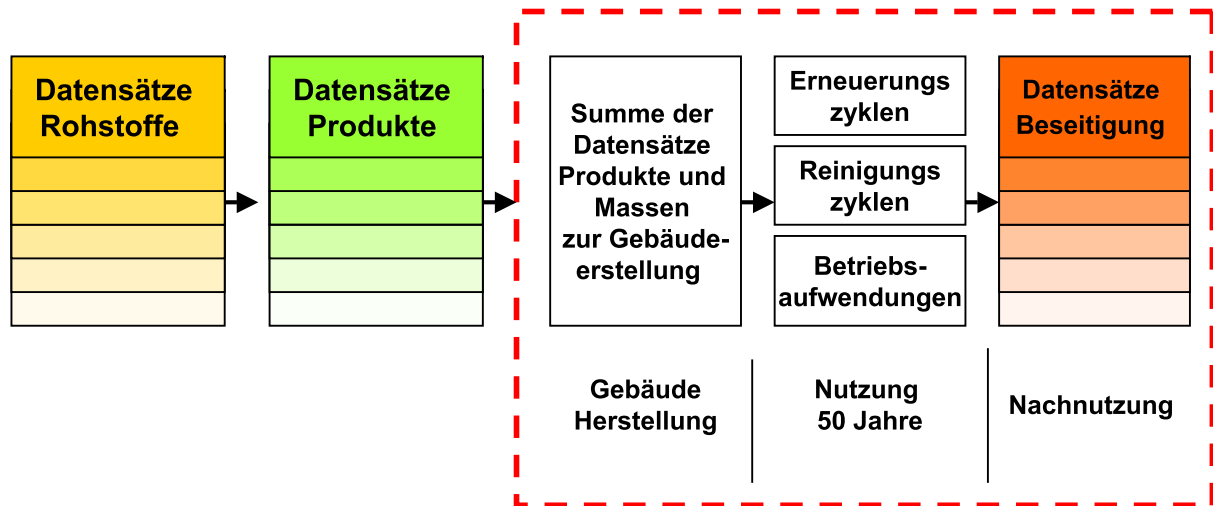 Datensätze
Rohstoffe
Datensätze
Produkte
Summe der
Datensätze
Produkte und
Massen
zur Gebäude-
erstellung
Erneuerungs
zyklen
Reinigungs
zyklen
Betriebs-
aufwendungen
Datensätze
Beseitigung
Gebäude
Herstellung
Nutzung
50 Jahre
Nachnutzung